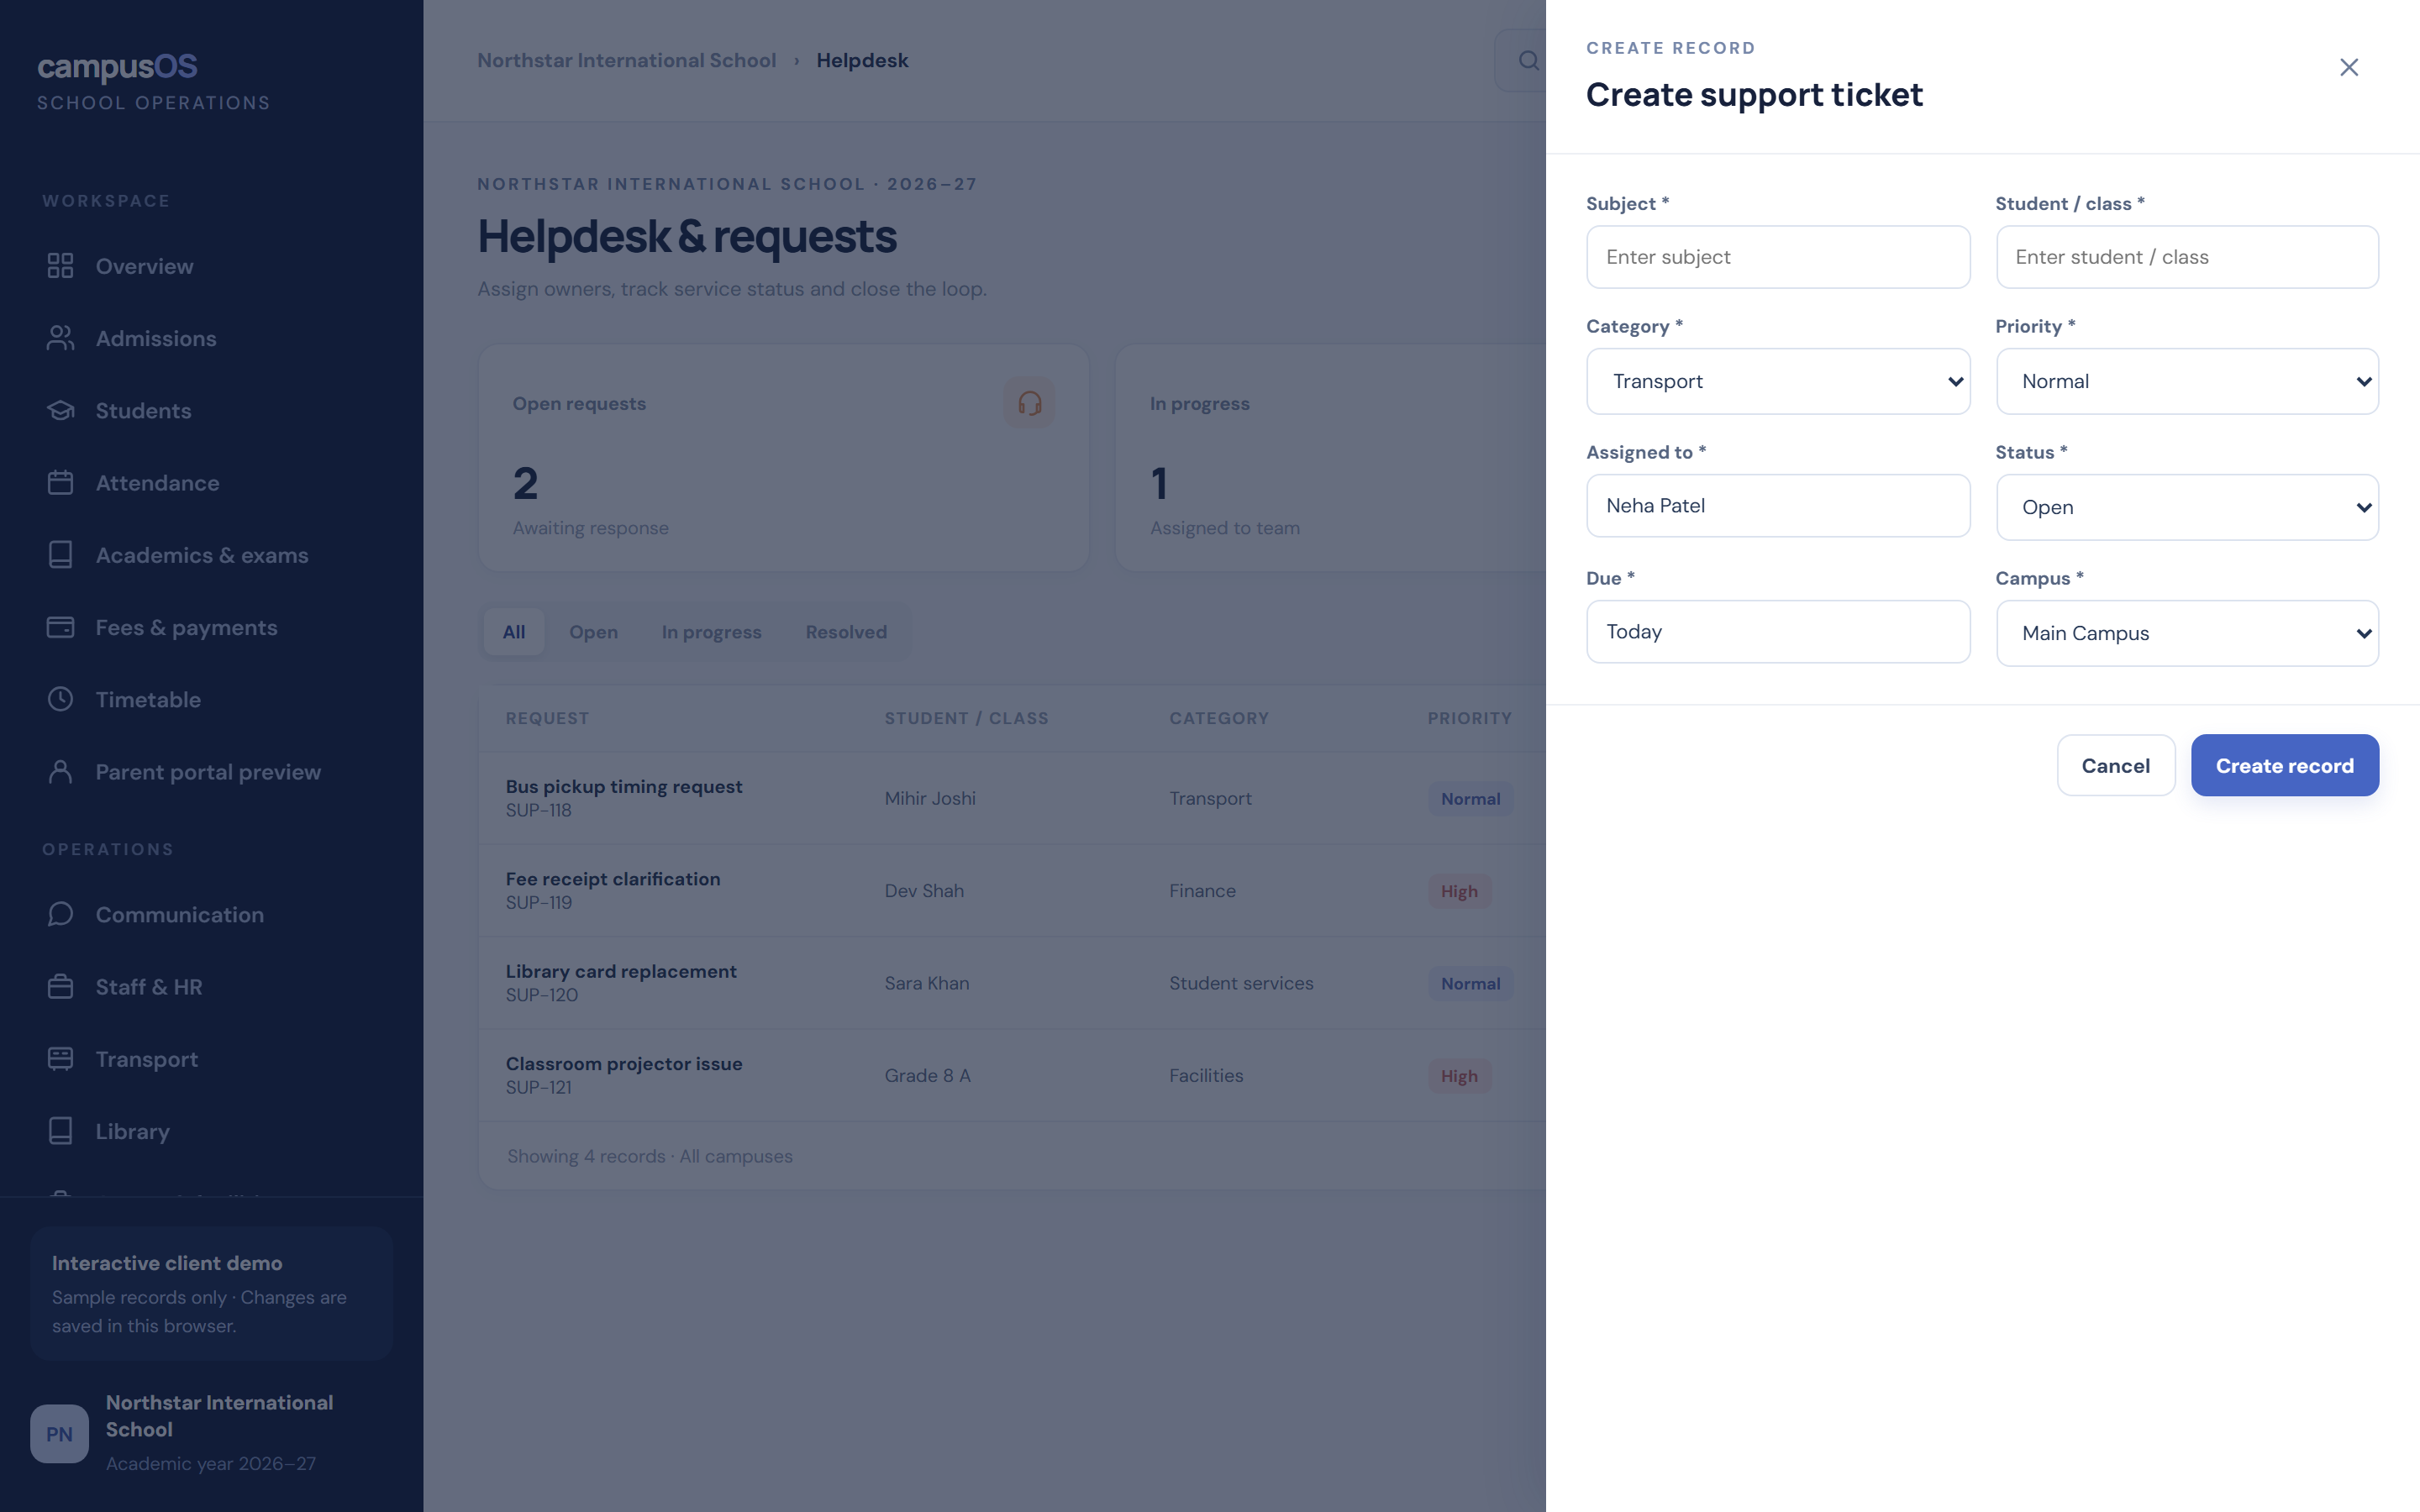 campusOS
SCHOOL OPERATIONS
WORKSPACE
Overview
Admissions
Students
Attendance
Academics & exams
Fees & payments
Timetable
Parent portal preview
OPERATIONS
Communication
Staff & HR
Transport
Library
Interactive client demo
Sample records only · Changes are
saved in this browser.
PN
Northstar International
School
Academic year 2026–27
Northstar International School › Helpdesk
NORTHSTAR INTERNATIONAL SCHOOL · 2026–27
Helpdesk & requests
Assign owners, track service status and close the loop.
Open requests
2
Awaiting response
In progress
1
Assigned to team
All Open In progress Resolved
REQUEST STUDENT / CLASS CATEGORY PRIORITY
Bus pickup timing request
SUP-118
Mihir Joshi Transport Normal
Fee receipt clarification
SUP-119
Dev Shah Finance High
Library card replacement
SUP-120
Sara Khan Student services Normal
Classroom projector issue
SUP-121
Grade 8 A Facilities High
Showing 4 records · All campuses
CREATE RECORD
Create support ticket
Subject * Student / class *
Enter subject Enter student / class
Category * Priority *
Transport Normal
Assigned to * Status *
Neha Patel Open
Due * Campus *
Today Main Campus
Cancel Create record